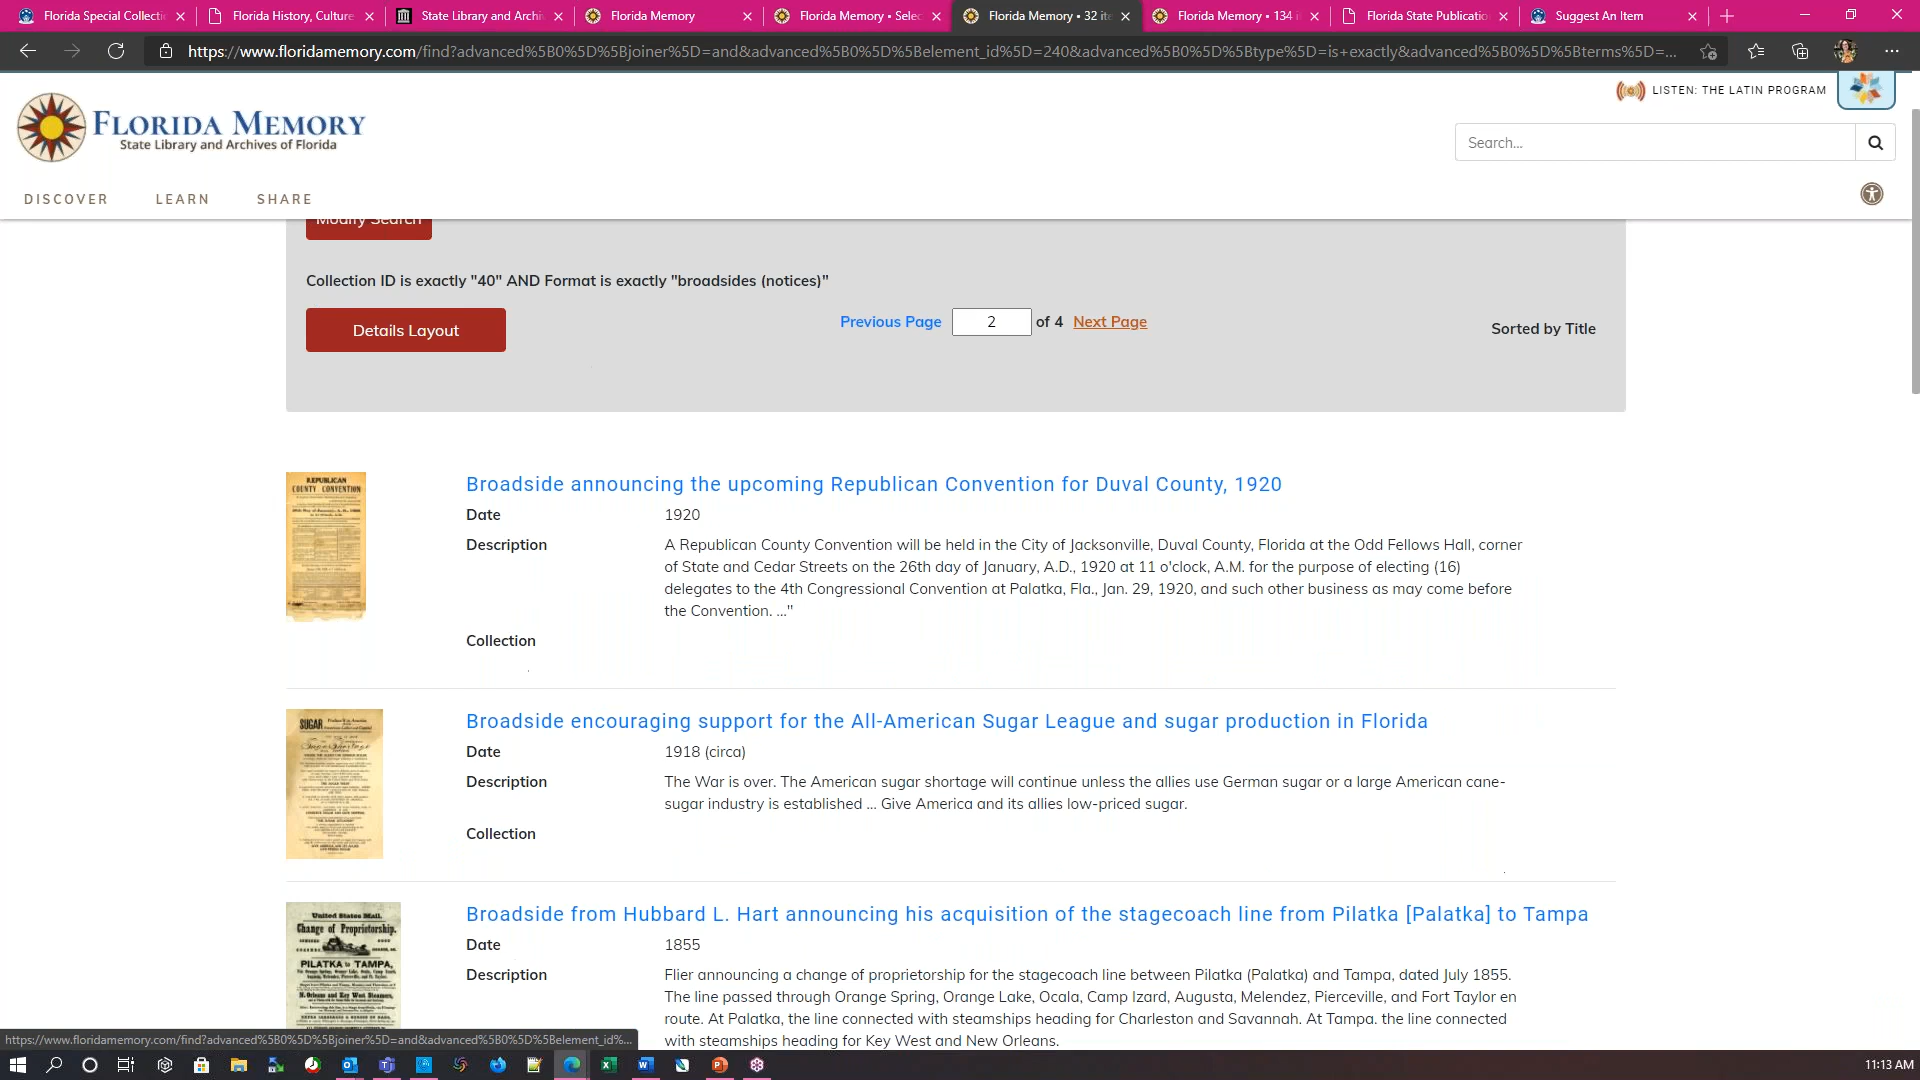 Florida Special Collecti
Florida History, Culture
State Library and Archiv
Florida Memory
Florida Memory • Selec
Florida Memory • 32 ite
Florida Memory • 134 i
Florida State Publicatio
Suggest An Item
https://www.floridamemory.com/find?advanced%5B0%5D%5Bjoiner%5D=and&advanced%5B0%5D%5Belement_id%5D=240&advanced%5B0%5D%5Btype%5D=is+exactly&advanced%5B0%5D%5Bterms%5D=...
LISTEN: THE LATIN PROGRAM
FLORIDA MEMORY
State Library and Archives of Florida
Search...
DISCOVER LEARN SHARE
Modify Search
Collection ID is exactly "40" AND Format is exactly "broadsides (notices)"
Details Layout
Previous Page 2 of 4 Next Page
Sorted by Title
REPUBLICAN
COUNTY CONVENTION
Broadside announcing the upcoming Republican Convention for Duval County, 1920
Date 1920
Description A Republican County Convention will be held in the City of Jacksonville, Duval County, Florida at the Odd Fellows Hall, corner
of State and Cedar Streets on the 26th day of January, A.D., 1920 at 11 o'clock, A.M. for the purpose of electing (16)
delegates to the 4th Congressional Convention at Palatka, Fla., Jan. 29, 1920, and such other business as may come before
the Convention. ..."
Collection
SUGAR
Broadside encouraging support for the All-American Sugar League and sugar production in Florida
Date 1918 (circa)
Description The War is over. The American sugar shortage will continue unless the allies use German sugar or a large American cane-
sugar industry is established ... Give America and its allies low-priced sugar.
Collection
United States Mail.
Change of Proprietorship.
PILATKA to TAMPA,
N. Orleans and Key West Steamers,
Broadside from Hubbard L. Hart announcing his acquisition of the stagecoach line from Pilatka [Palatka] to Tampa
Date 1855
Description Flier announcing a change of proprietorship for the stagecoach line between Pilatka (Palatka) and Tampa, dated July 1855.
The line passed through Orange Spring, Orange Lake, Ocala, Camp Izard, Augusta, Melendez, Pierceville, and Fort Taylor en
route. At Palatka, the line connected with steamships heading for Charleston and Savannah. At Tampa. the line connected
with steamships heading for Key West and New Orleans.
https://www.floridamemory.com/find?advanced%5B0%5D%5Bjoiner%5D=and&advanced%5B0%5D%5Belement_id%...
11:13 AM